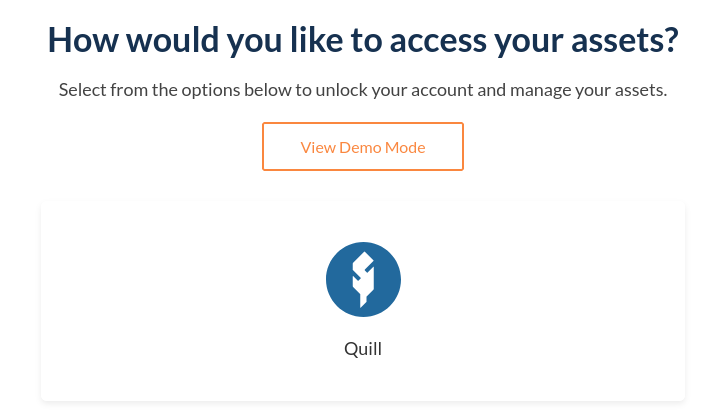 How would you like to access your assets?
Select from the options below to unlock your account and manage your assets.
View Demo Mode
Quill